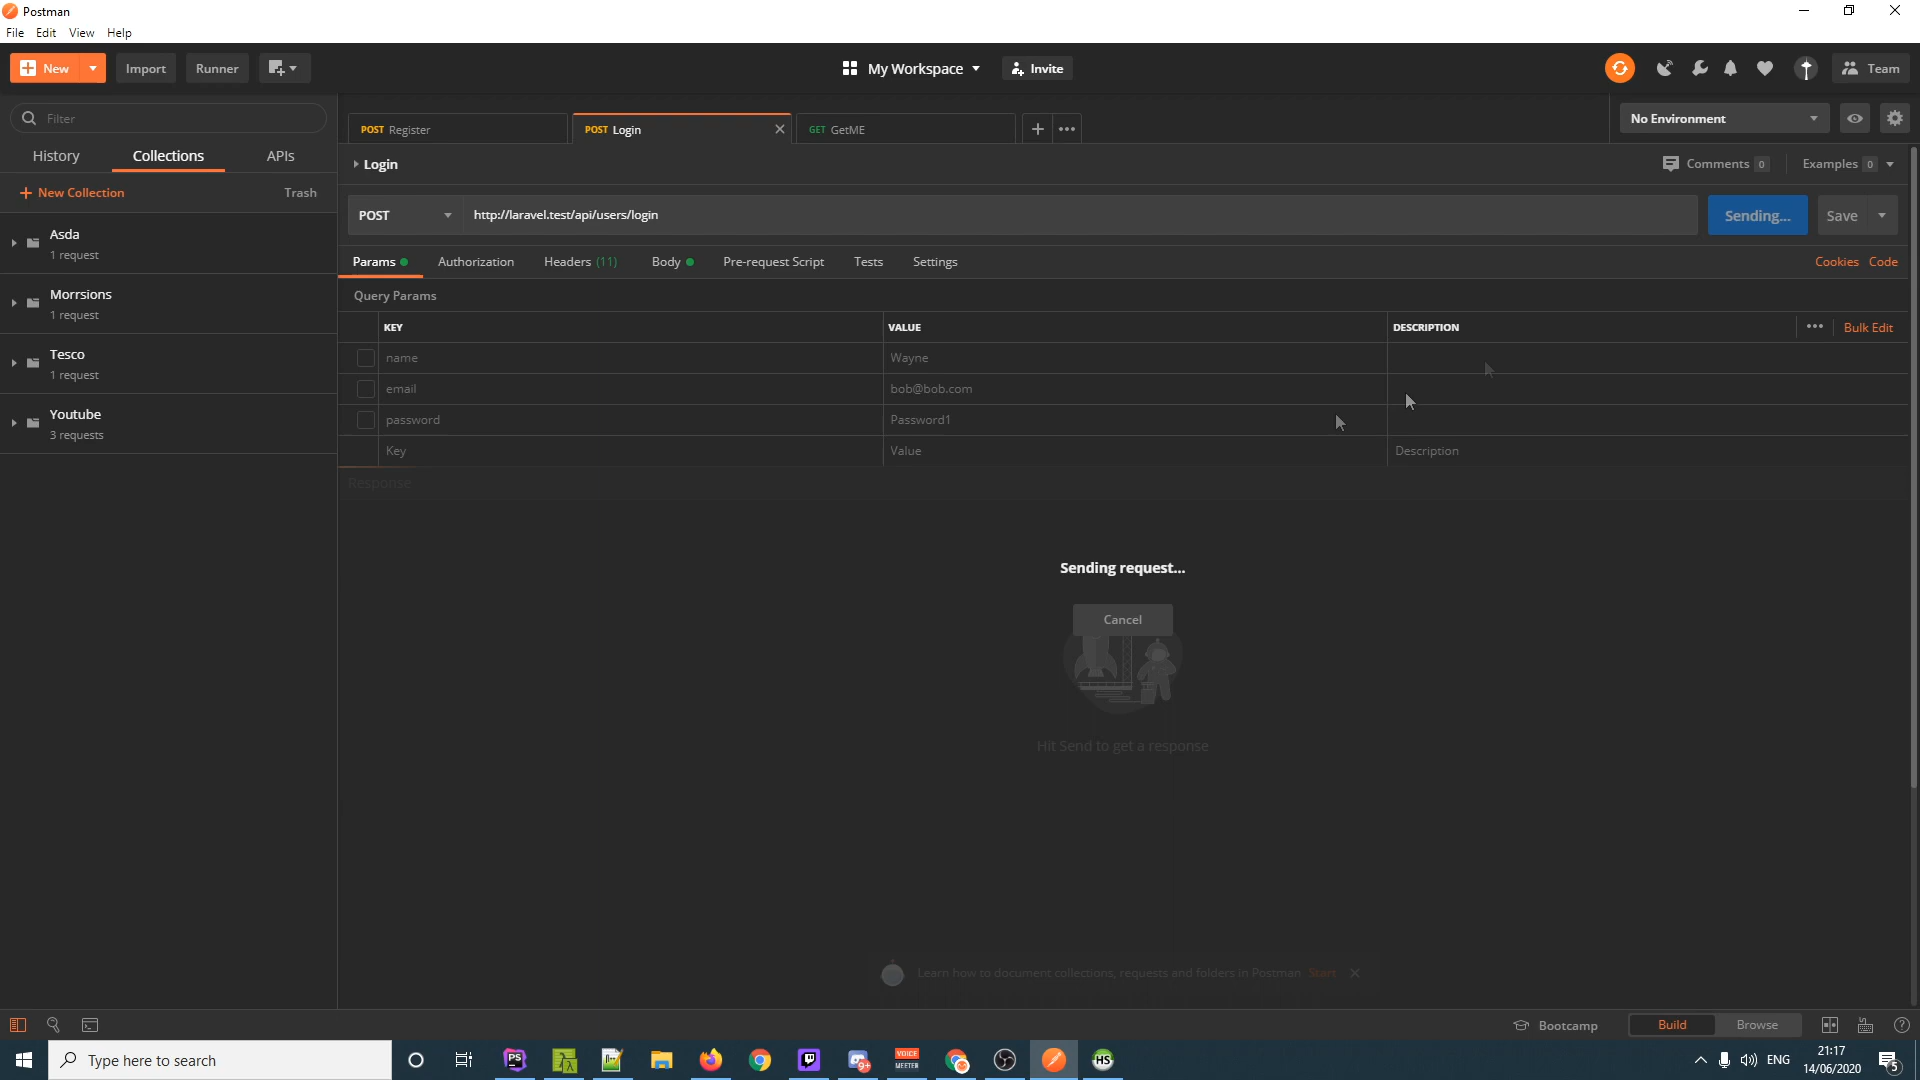 Postman
File Edit View Help
New Import Runner My Workspace Invite Team
Filter
History Collections APIs
New Collection Trash
Asda
1 request
Morrsions
1 request
Tesco
1 request
Youtube
3 requests
POST Register POST Login GET GetME No Environment
Login Comments 0 Examples 0
POST http://laravel.test/api/users/login Sending... Save
Params Authorization Headers (11) Body Pre-request Script Tests Settings Cookies Code
Query Params
KEY VALUE DESCRIPTION Bulk Edit
name Wayne
email bob@bob.com
password Password1
Key Value Description
Response
Sending request...
Cancel
Hit Send to get a response
Learn how to document collections, requests and folders in Postman Start
Bootcamp Build Browse
Type here to search PS 9+ VOICE MEETER HS ENG 21:17 5
14/06/2020